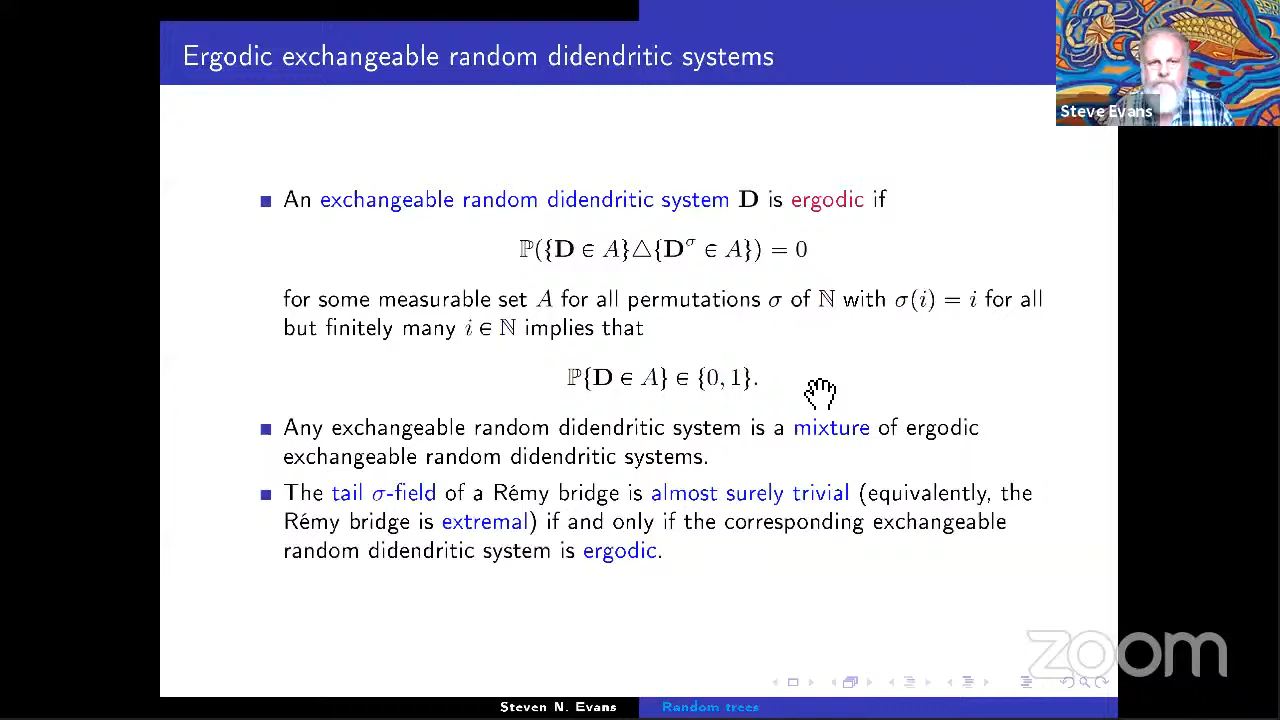 Ergodic exchangeable random didendritic systems
Steve Evans
An exchangeable random didendritic system D is ergodic if
ℙ({D ∈ A}△{D^σ ∈ A}) = 0
for some measurable set A for all permutations σ of ℕ with σ(i) = i for all
but finitely many i ∈ ℕ implies that
ℙ{D ∈ A} ∈ {0, 1}.
Any exchangeable random didendritic system is a mixture of ergodic
exchangeable random didendritic systems.
The tail σ-field of a Rémy bridge is almost surely trivial (equivalently, the
Rémy bridge is extremal) if and only if the corresponding exchangeable
random didendritic system is ergodic.
zoom
Steven N. Evans
Random trees